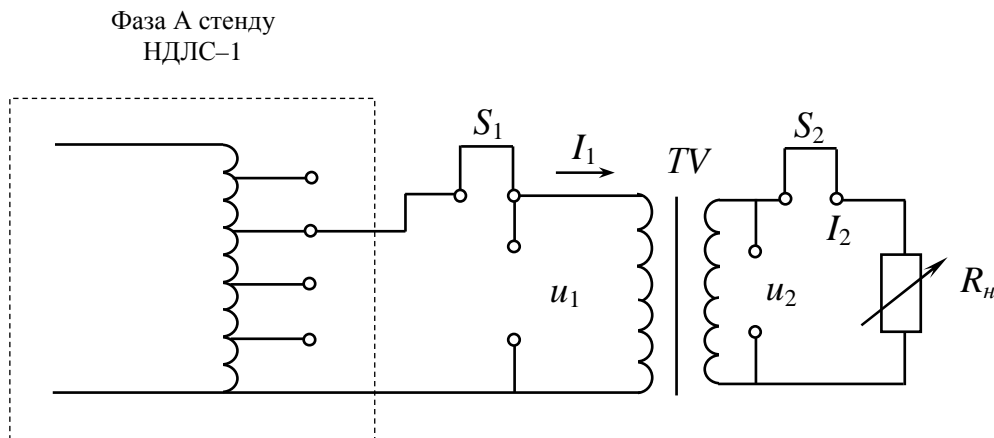 Фаза А стенду
НДЛС–1
S₁
I₁
TV
S₂
I₂
u₁
u₂
Rн